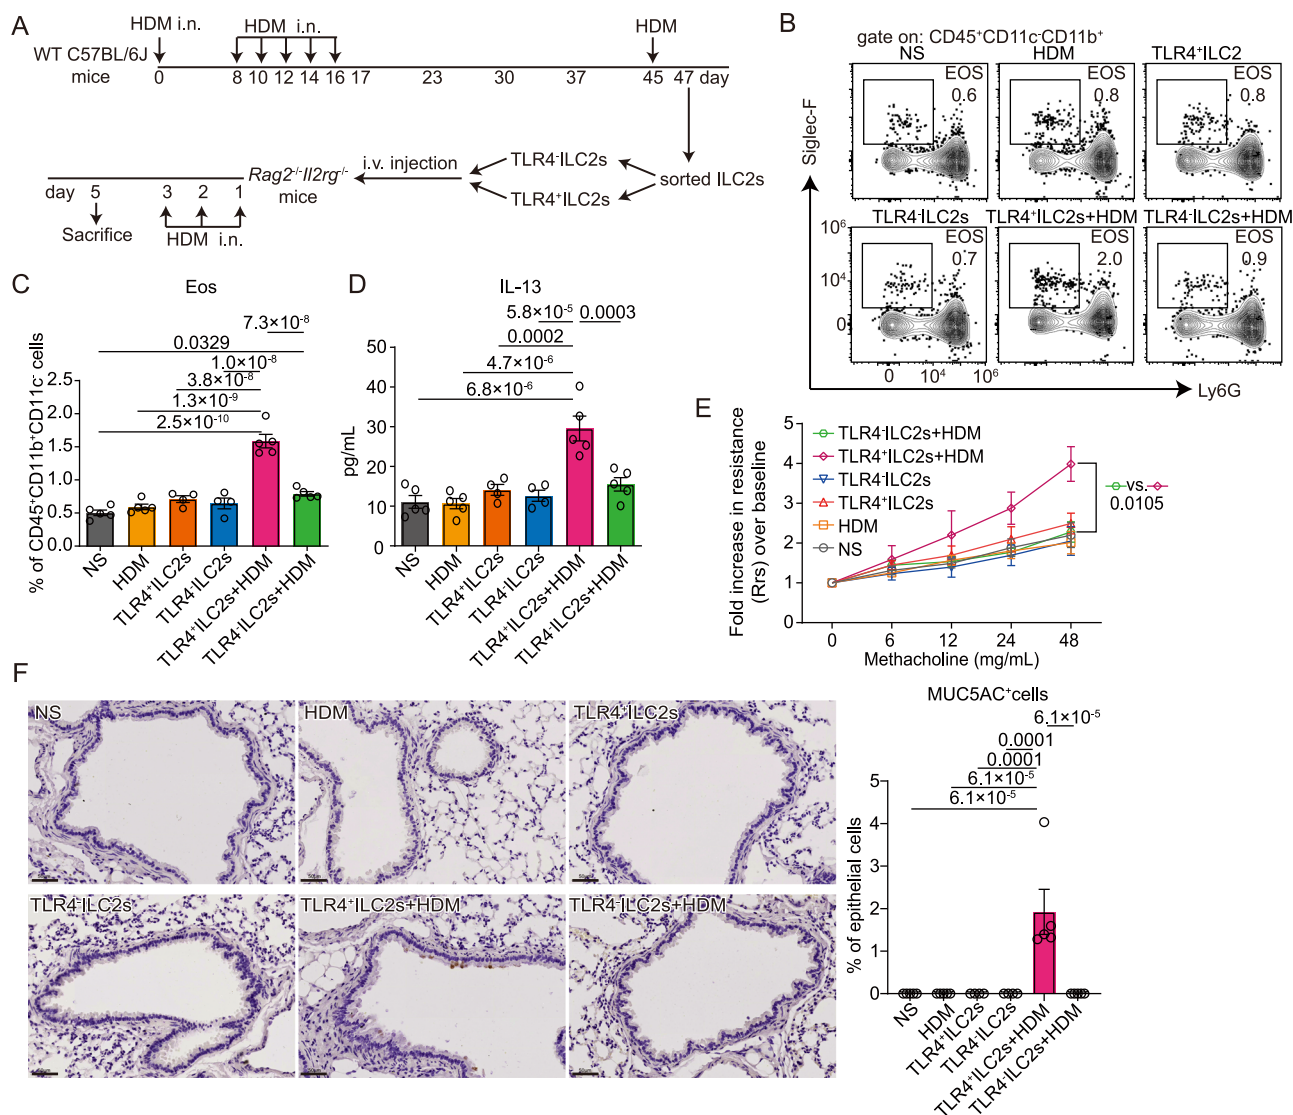 A
HDM i.n.
HDM i.n.
HDM
WT C57BL/6J
mice
0 8 10 12 14 16 17 23 30 37 45 47 day
i.v. injection
TLR4⁻ILC2s
TLR4⁺ILC2s
sorted ILC2s
Rag2⁻/⁻Il2rg⁻/⁻
mice
day 5 3 2 1
Sacrifice
HDM i.n.
B
gate on: CD45⁺CD11c⁻CD11b⁺
NS HDM TLR4⁺ILC2
EOS 0.6
EOS 0.8
EOS 0.8
TLR4⁻ILC2s TLR4⁺ILC2s+HDM TLR4⁻ILC2s+HDM
EOS 0.7
EOS 2.0
EOS 0.9
Siglec-F
10⁶
10⁴
0
0 10⁴ 10⁶
Ly6G
C
Eos
7.3×10⁻⁸
0.0329
1.0×10⁻⁸
3.8×10⁻⁸
1.3×10⁻⁹
2.5×10⁻¹⁰
% of CD45⁺CD11b⁺CD11c⁻ cells
2.5
2.0
1.5
1.0
0.5
0.0
NS
HDM
TLR4⁺ILC2s
TLR4⁻ILC2s
TLR4⁺ILC2s+HDM
TLR4⁻ILC2s+HDM
D
IL-13
5.8×10⁻⁵ 0.0003
0.0002
4.7×10⁻⁶
6.8×10⁻⁶
pg/mL
50
40
30
20
10
0
NS
HDM
TLR4⁺ILC2s
TLR4⁻ILC2s
TLR4⁺ILC2s+HDM
TLR4⁻ILC2s+HDM
E
TLR4⁻ILC2s+HDM
TLR4⁺ILC2s+HDM
TLR4⁻ILC2s
TLR4⁺ILC2s
HDM
NS
vs.
0.0105
Fold increase in resistance
(Rrs) over baseline
5
4
3
2
1
0
0 6 12 24 48
Methacholine (mg/mL)
F
NS
HDM
TLR4⁺ILC2s
TLR4⁻ILC2s
TLR4⁺ILC2s+HDM
TLR4⁻ILC2s+HDM
MUC5AC⁺cells
6.1×10⁻⁵
0.0001
0.0001
6.1×10⁻⁵
6.1×10⁻⁵
% of epithelial cells
5
4
3
2
1
0
NS
HDM
TLR4⁺ILC2s
TLR4⁻ILC2s
TLR4⁺ILC2s+HDM
TLR4⁻ILC2s+HDM